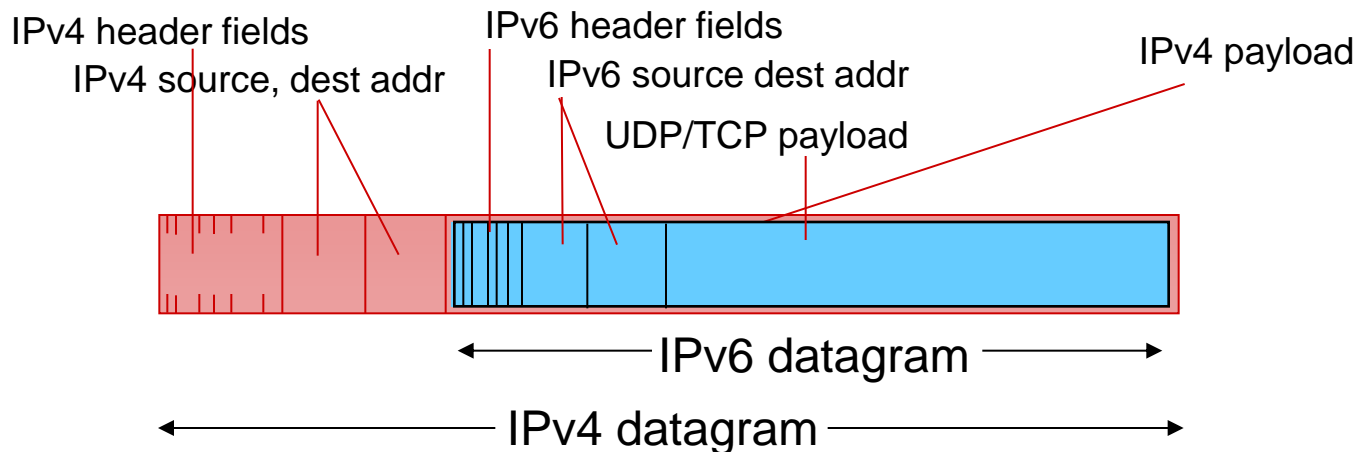 IPv4 header fields
IPv6 header fields
IPv4 payload
IPv4 source, dest addr
IPv6 source dest addr
UDP/TCP payload
IPv6 datagram
IPv4 datagram